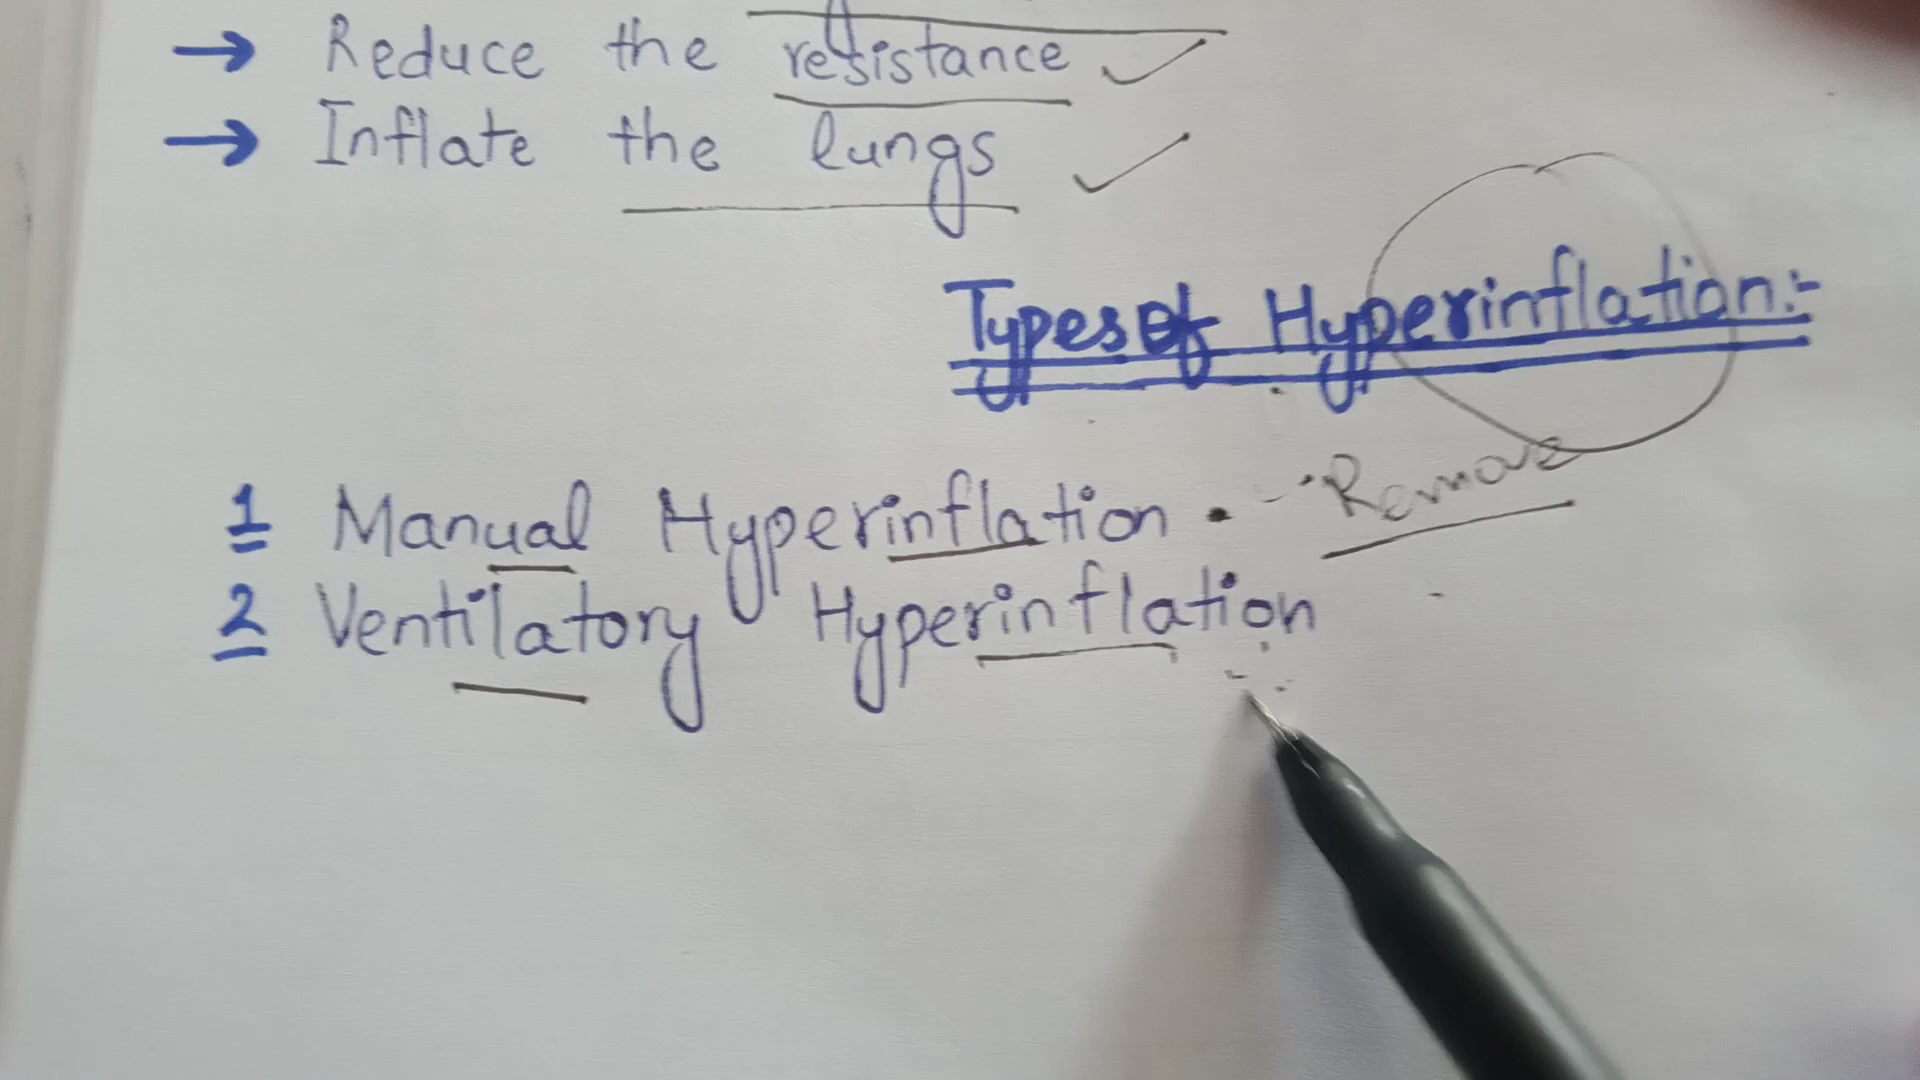 → Reduce the resistance ✓
→ Inflate the lungs ✓
Types of Hyperinflation:-
1 Manual Hyperinflation . Remove
2 Ventilatory Hyperinflation